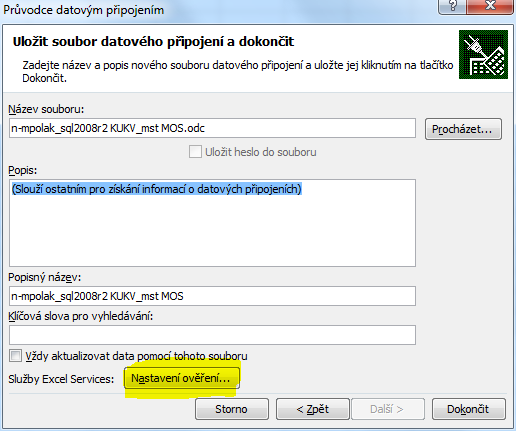 Průvodce datovým připojením
Uložit soubor datového připojení a dokončit
Zadejte název a popis nového souboru datového připojení a uložte jej kliknutím na tlačítko
Dokončit.
Název souboru:
n-mpolak_sql2008r2 KUKV_mst MOS.odc
Procházet...
Uložit heslo do souboru
Popis:
(Slouží ostatním pro získání informací o datových připojeních)
Popisný název:
n-mpolak_sql2008r2 KUKV_mst MOS
Klíčová slova pro vyhledávání:
Vždy aktualizovat data pomocí tohoto souboru
Služby Excel Services:
Nastavení ověření...
Storno
< Zpět
Další >
Dokončit